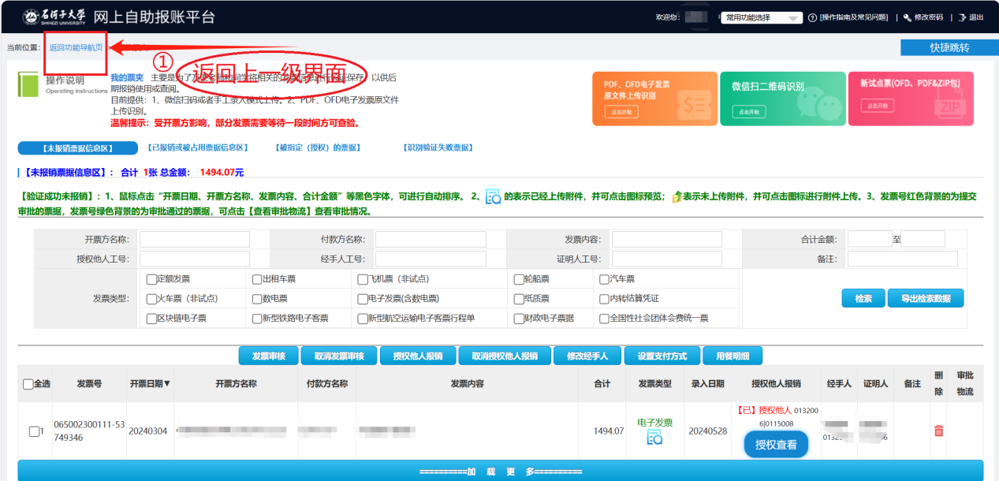 石河子大学 网上自助报账平台
SHIHEZI UNIVERSITY
欢迎您: 常用功能选择 [操作指南及常见问题] | 修改密码 | 退出
当前位置: 返回功能导航页
快捷跳转
① 返回上一级界面
操作说明
Operating instructions
我的票夹 主要是为了方便老师和同学将相关的发票信息进行验证保存，以供后
期报销使用或查阅。
目前提供：1、微信扫码或者手工录入模式上传。2、PDF、OFD电子发票原文件
上传识别。
温馨提示：受开票方影响，部分发票需要等待一段时间方可查验。
PDF、OFD电子发票
原文件上传识别
点击开始
微信扫二维码识别
点击开始
新试点票(OFD、PDF&ZIP包)
点击开始
ZIP
【未报销票据信息区】 【已报销或被占用票据信息区】 【被指定（授权）的票据】 【识别验证失败票据】
【未报销票据信息区】： 合计 1张 总金额： 1494.07元
【验证成功未报销】：1、鼠标点击“开票日期、开票方名称、发票内容、合计金额”等黑色字体，可进行自动排序。 2、 的表示已经上传附件，并可点击图标预览； 表示未上传附件，并可点击图标进行附件上传。3、发票号红色背景的为提交
审批的票据，发票号绿色背景的为审批通过的票据，可点击【查看审批物流】查看审批情况。
开票方名称: 付款方名称: 发票内容: 合计金额: 至
授权他人工号: 经手人工号: 证明人工号: 备注:
发票类型:
定额发票 出租车票 飞机票（非试点） 轮船票 汽车票
火车票（非试点） 数电票 电子发票(含数电票) 纸质票 内转结算凭证
区块链电子票 新型铁路电子客票 新型航空运输电子客票行程单 财政电子票据 全国性社会团体会费统一票
检索 导出检索数据
发票审核 取消发票审核 授权他人报销 取消授权他人报销 修改经手人 设置支付方式 用餐明细
全选 发票号 开票日期▼ 开票方名称 付款方名称 发票内容 合计 发票类型 录入日期 授权他人报销 经手人 证明人 备注 删除 审批物流
1 065002300111-53749346 20240304 1494.07 电子发票 20240528 【已】授权他人 0132006|0115008
授权查看
==========加 载 更 多==========